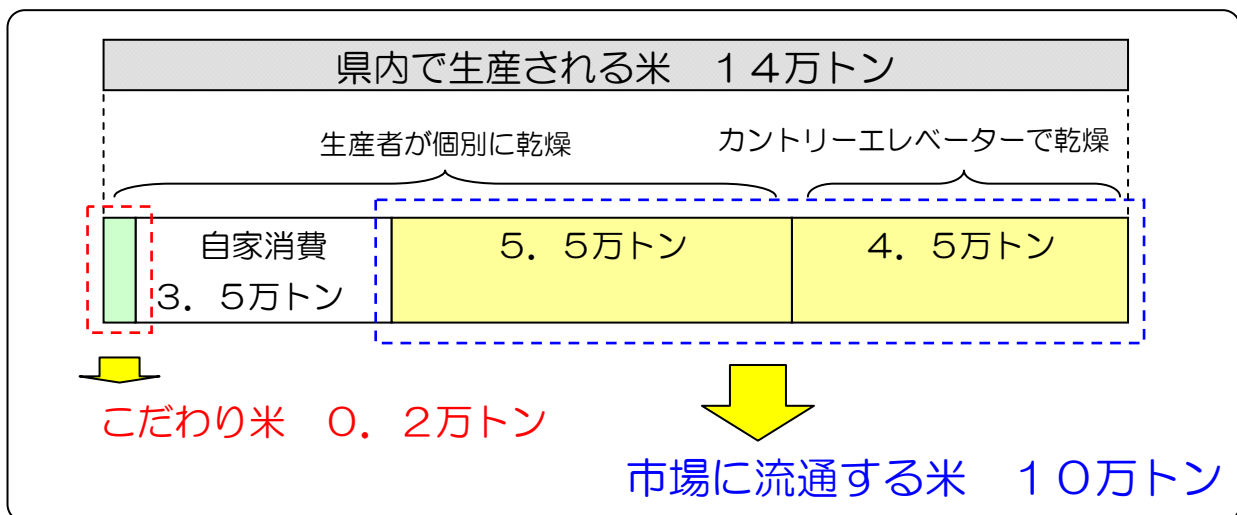 県内で生産される米　１４万トン
生産者が個別に乾燥
カントリーエレベーターで乾燥
自家消費
３．５万トン
５．５万トン
４．５万トン
こだわり米　０．２万トン
市場に流通する米　１０万トン